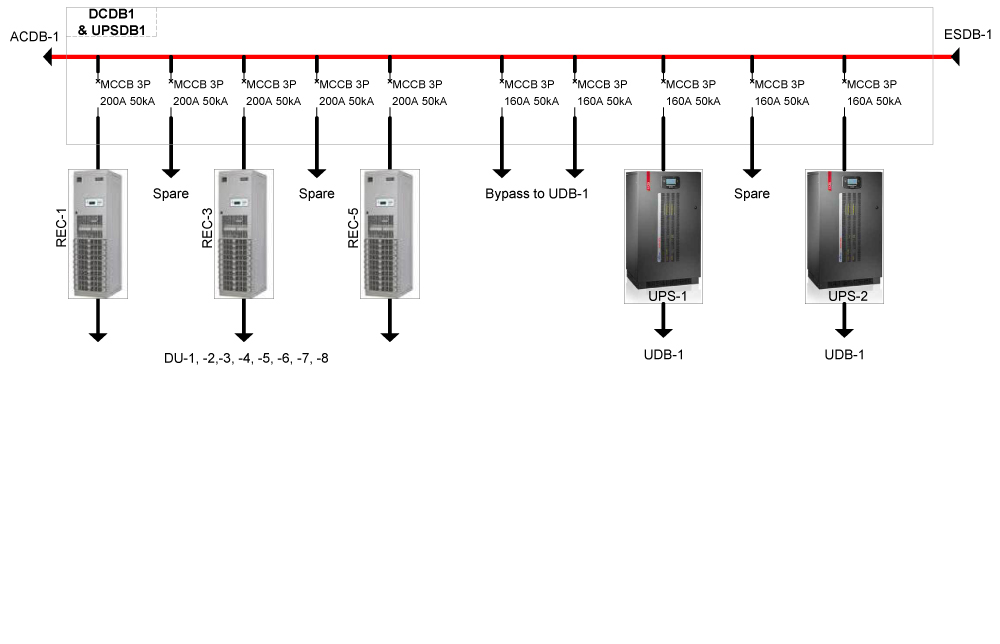 DCDB1
& UPSDB1
ACDB-1
ESDB-1
MCCB 3P
200A 50kA
MCCB 3P
200A 50kA
MCCB 3P
200A 50kA
MCCB 3P
200A 50kA
MCCB 3P
200A 50kA
MCCB 3P
160A 50kA
MCCB 3P
160A 50kA
MCCB 3P
160A 50kA
MCCB 3P
160A 50kA
MCCB 3P
160A 50kA
REC-1
Spare
REC-3
Spare
REC-5
Bypass to UDB-1
UPS-1
Spare
UPS-2
DU-1, -2,-3, -4, -5, -6, -7, -8
UDB-1
UDB-1